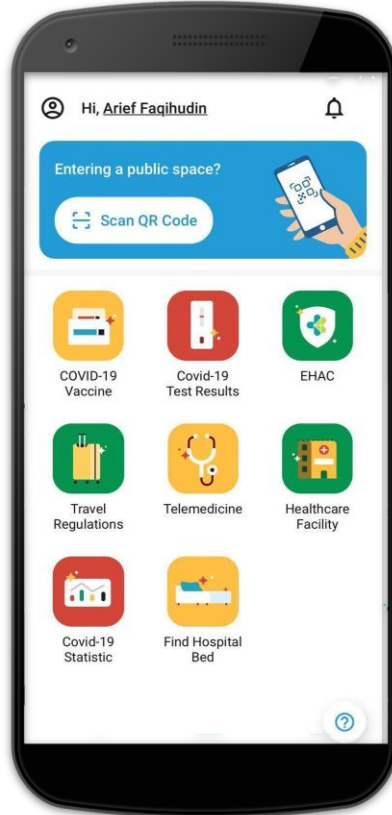 Hi, Arief Faqihudin
Entering a public space?
Scan QR Code
COVID-19
Vaccine
Covid-19
Test Results
EHAC
Travel
Regulations
Telemedicine
Healthcare
Facility
Covid-19
Statistic
Find Hospital
Bed
?